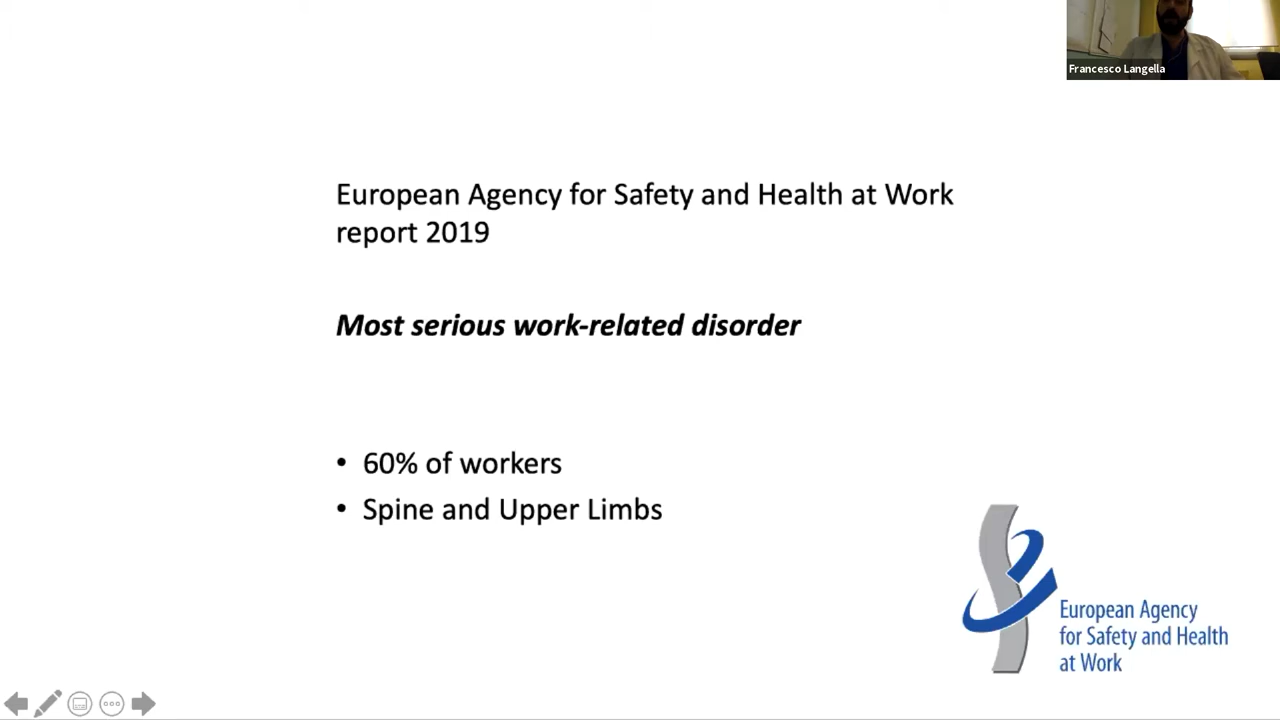 Francesco Langella
European Agency for Safety and Health at Work
report 2019
Most serious work-related disorder
• 60% of workers
• Spine and Upper Limbs
European Agency
for Safety and Health
at Work